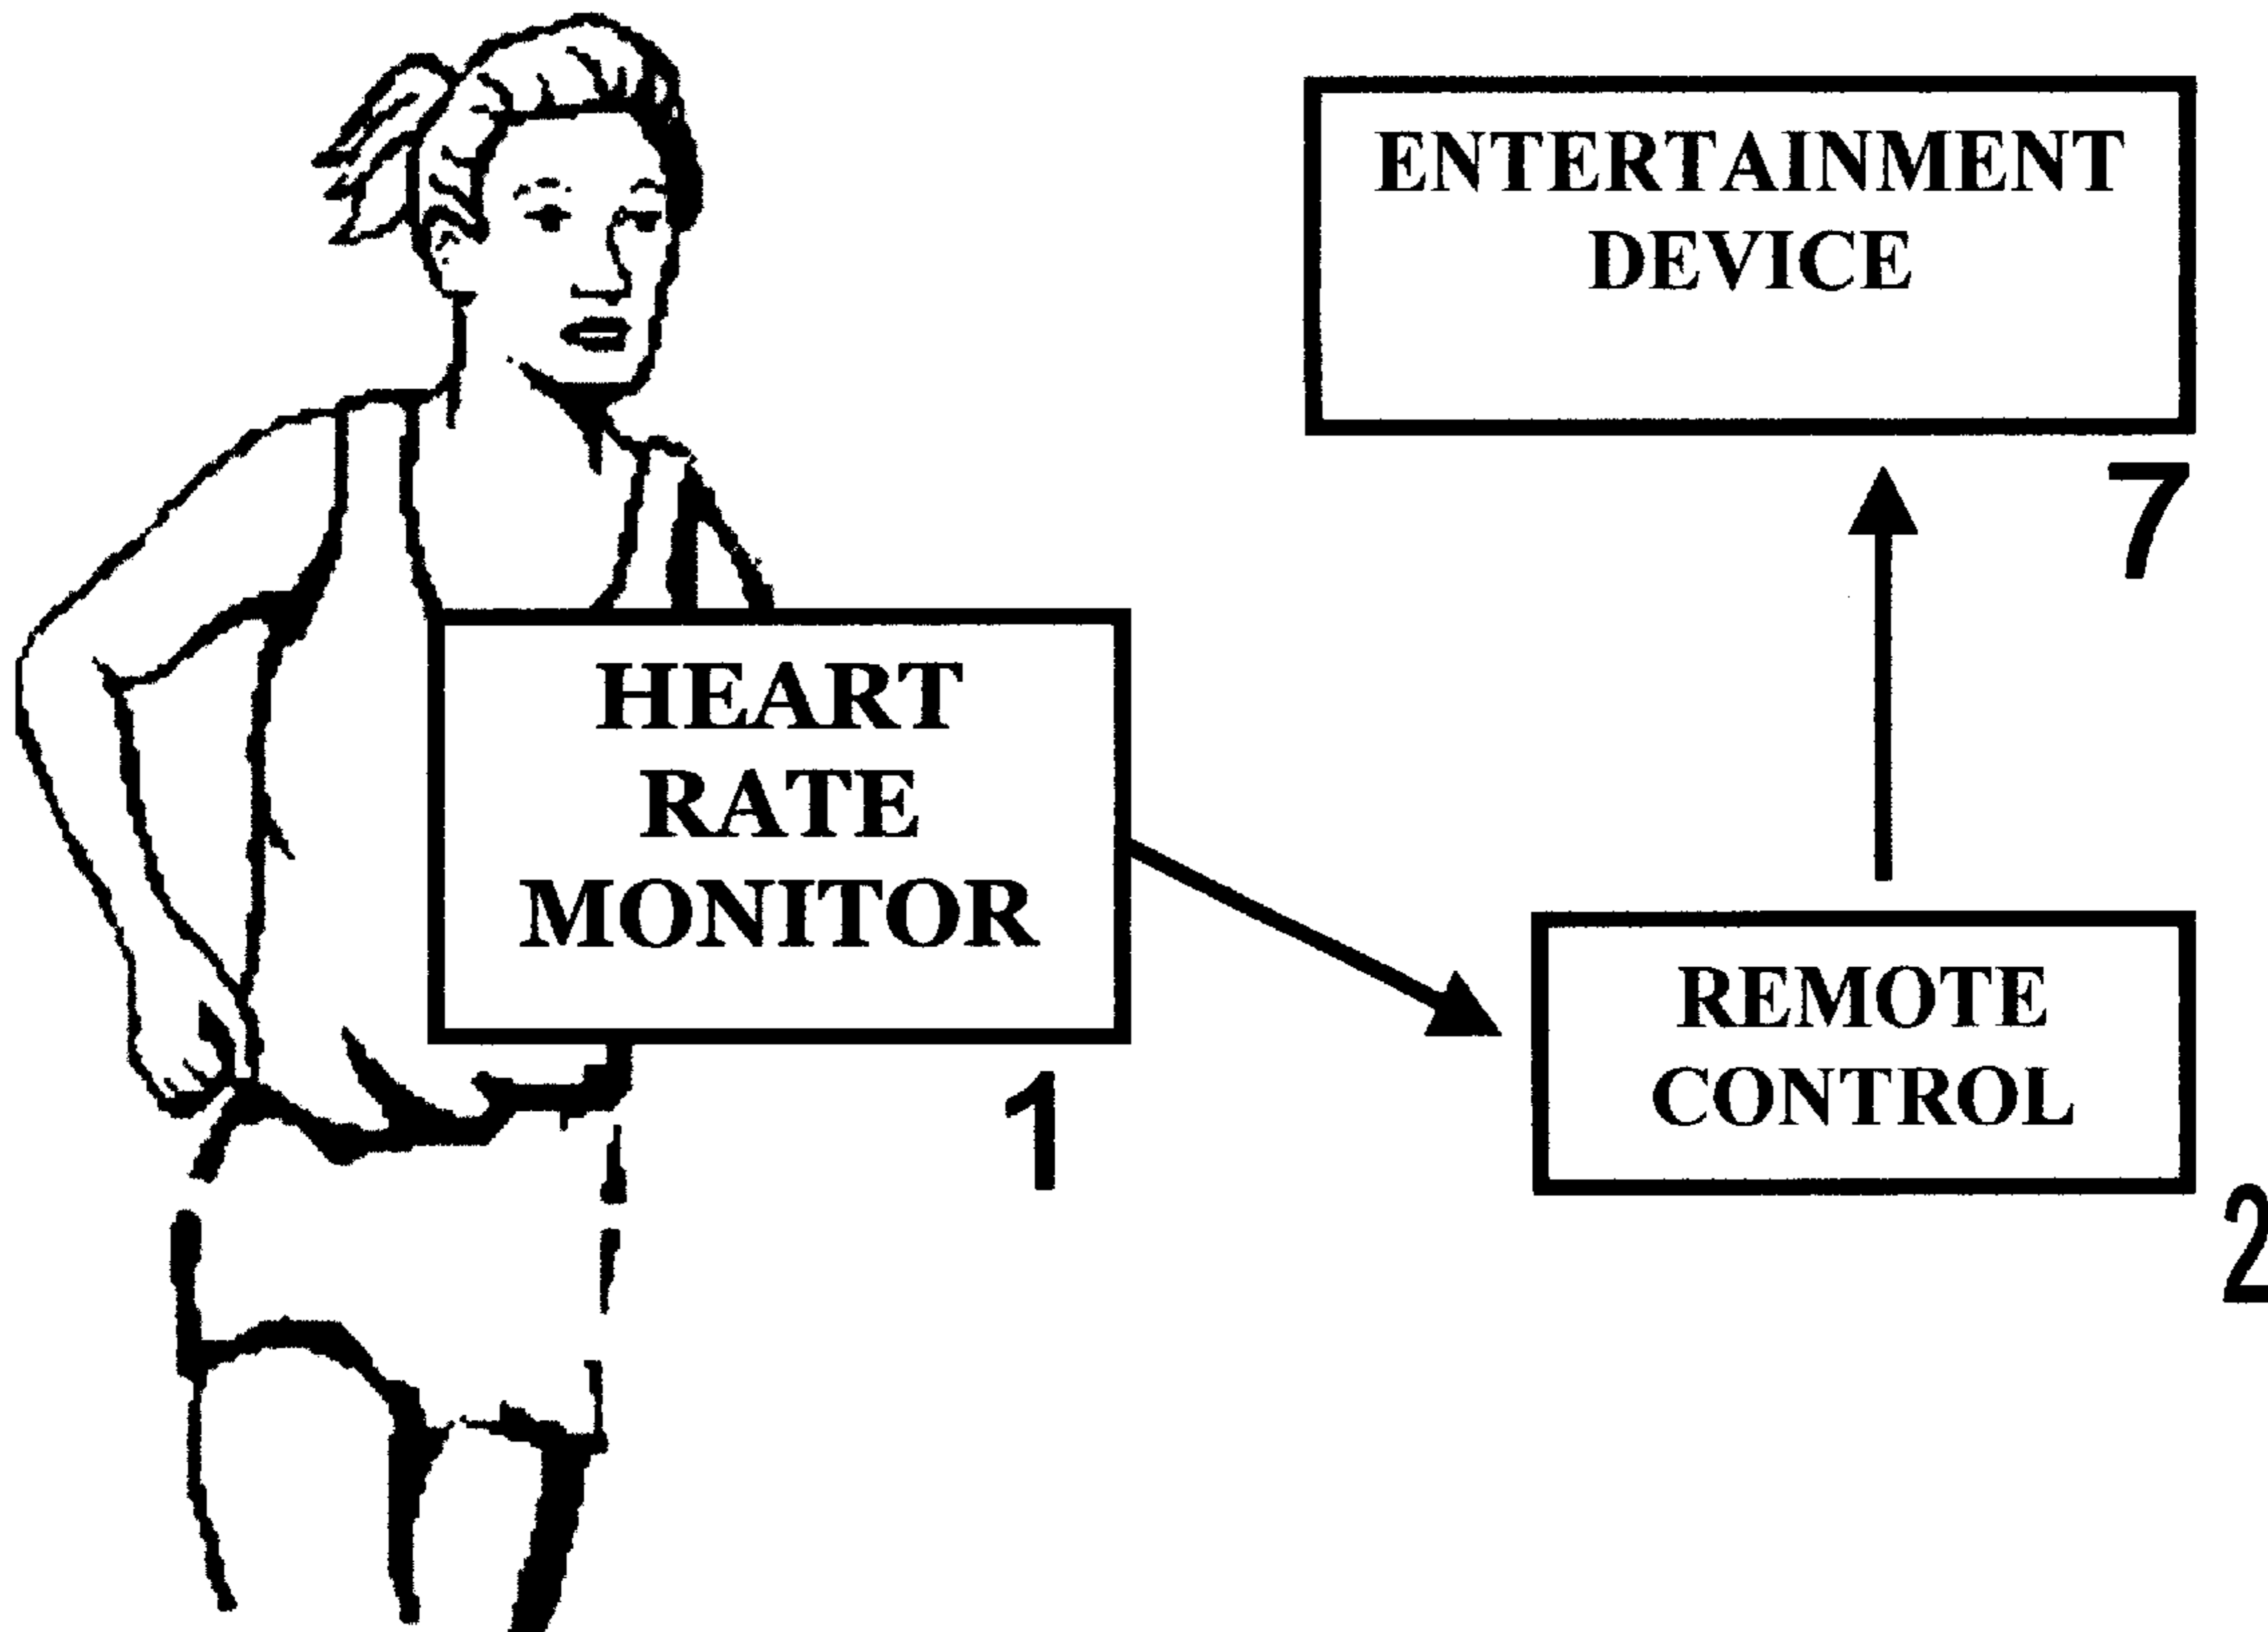 ENTERTAINMENT
DEVICE
7
HEART
RATE
MONITOR
1
REMOTE
CONTROL
2